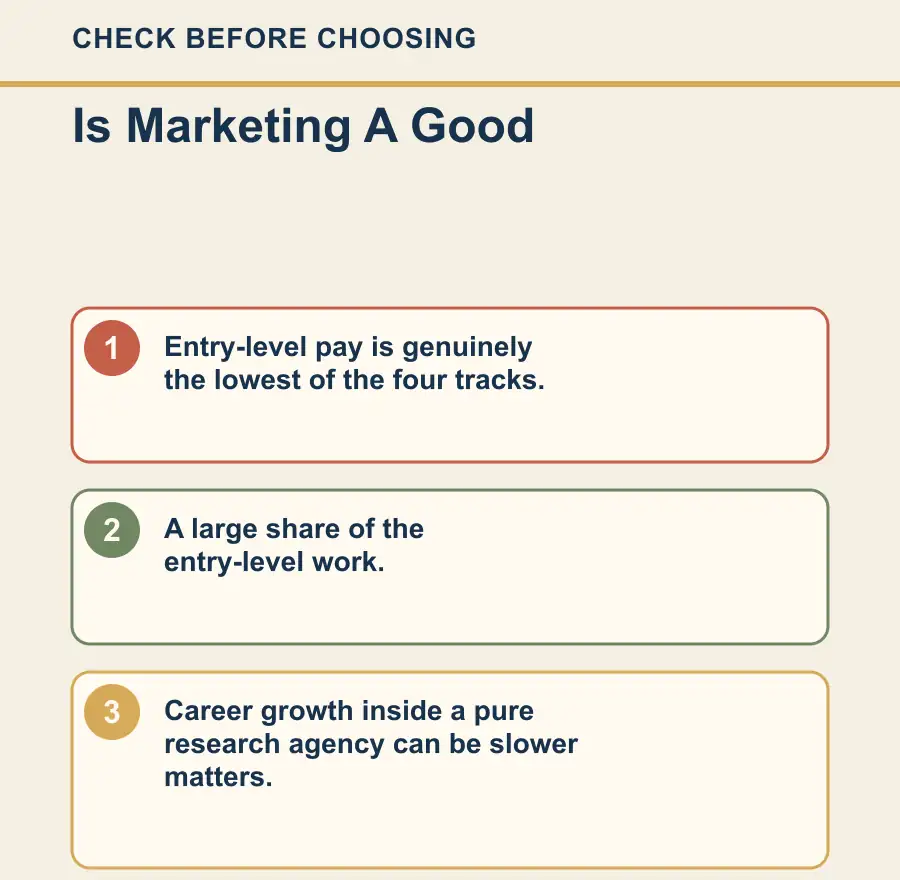 CHECK BEFORE CHOOSING
Is Marketing A Good
1
Entry-level pay is genuinely
the lowest of the four tracks.
2
A large share of the
entry-level work.
3
Career growth inside a pure
research agency can be slower
matters.